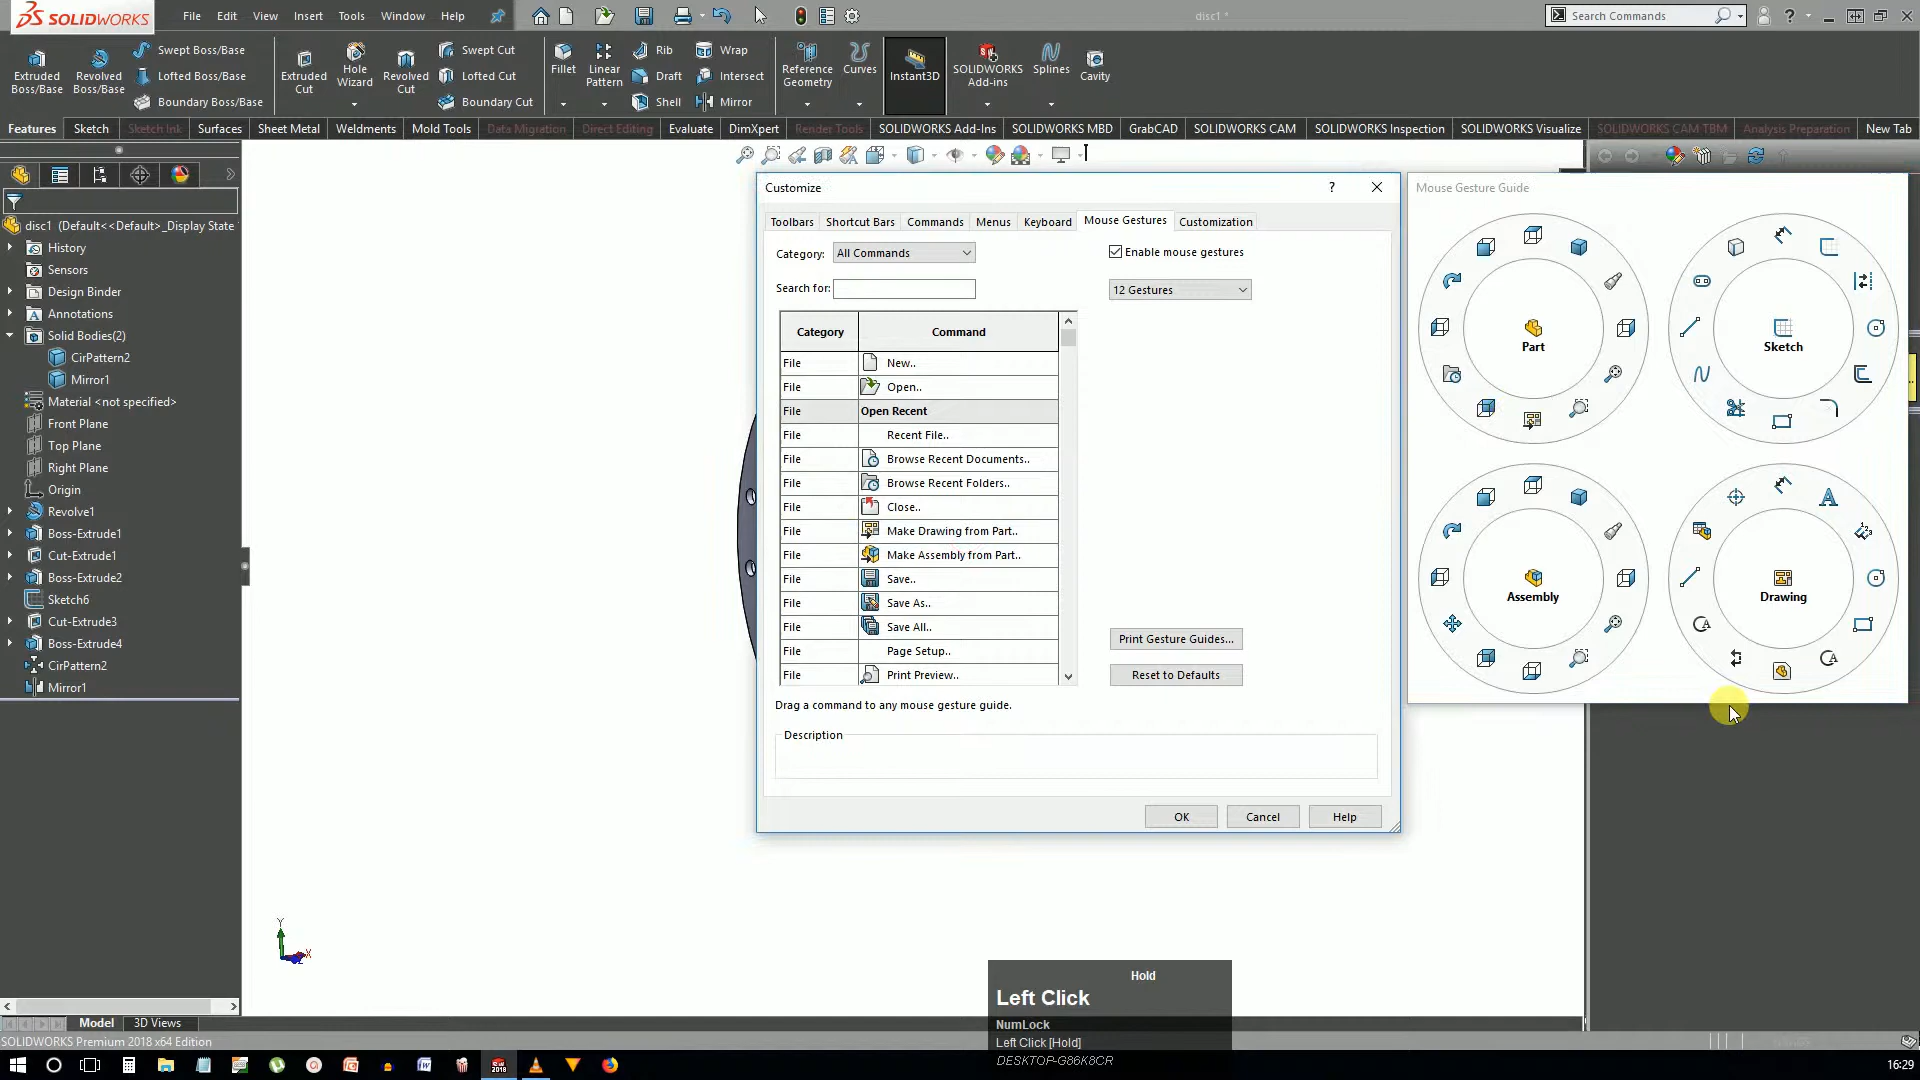 SOLIDWORKS
File Edit View Insert Tools Window Help
disc1 *
Search Commands
Extruded Boss/Base
Revolved Boss/Base
Swept Boss/Base
Lofted Boss/Base
Boundary Boss/Base
Extruded Cut
Hole Wizard
Revolved Cut
Swept Cut
Lofted Cut
Boundary Cut
Fillet
Linear Pattern
Rib
Draft
Shell
Wrap
Intersect
Mirror
Reference Geometry
Curves
Instant3D
SOLIDWORKS Add-ins
Splines
Cavity
Features Sketch Sketch Ink Surfaces Sheet Metal Weldments Mold Tools Data Migration Direct Editing Evaluate DimXpert Render Tools SOLIDWORKS Add-Ins SOLIDWORKS MBD GrabCAD SOLIDWORKS CAM SOLIDWORKS Inspection SOLIDWORKS Visualize SOLIDWORKS CAM TBM Analysis Preparation New Tab
disc1 (Default<<Default>_Display State
History
Sensors
Design Binder
Annotations
Solid Bodies(2)
CirPattern2
Mirror1
Material <not specified>
Front Plane
Top Plane
Right Plane
Origin
Revolve1
Boss-Extrude1
Cut-Extrude1
Boss-Extrude2
Sketch6
Cut-Extrude3
Boss-Extrude4
CirPattern2
Mirror1
Customize
?
Toolbars Shortcut Bars Commands Menus Keyboard Mouse Gestures Customization
Category: All Commands
Enable mouse gestures
Search for:
12 Gestures
Category Command
File New..
File Open..
File Open Recent
File Recent File..
File Browse Recent Documents..
File Browse Recent Folders..
File Close..
File Make Drawing from Part..
File Make Assembly from Part..
File Save..
File Save As..
File Save All..
File Page Setup..
File Print Preview..
Print Gesture Guides...
Reset to Defaults
Drag a command to any mouse gesture guide.
Description
OK Cancel Help
Mouse Gesture Guide
Part
Sketch
Assembly
Drawing
Y
X
Z
Hold
Left Click
NumLock
Left Click [Hold]
DESKTOP-G86K8CR
Model 3D Views
SOLIDWORKS Premium 2018 x64 Edition
16:29